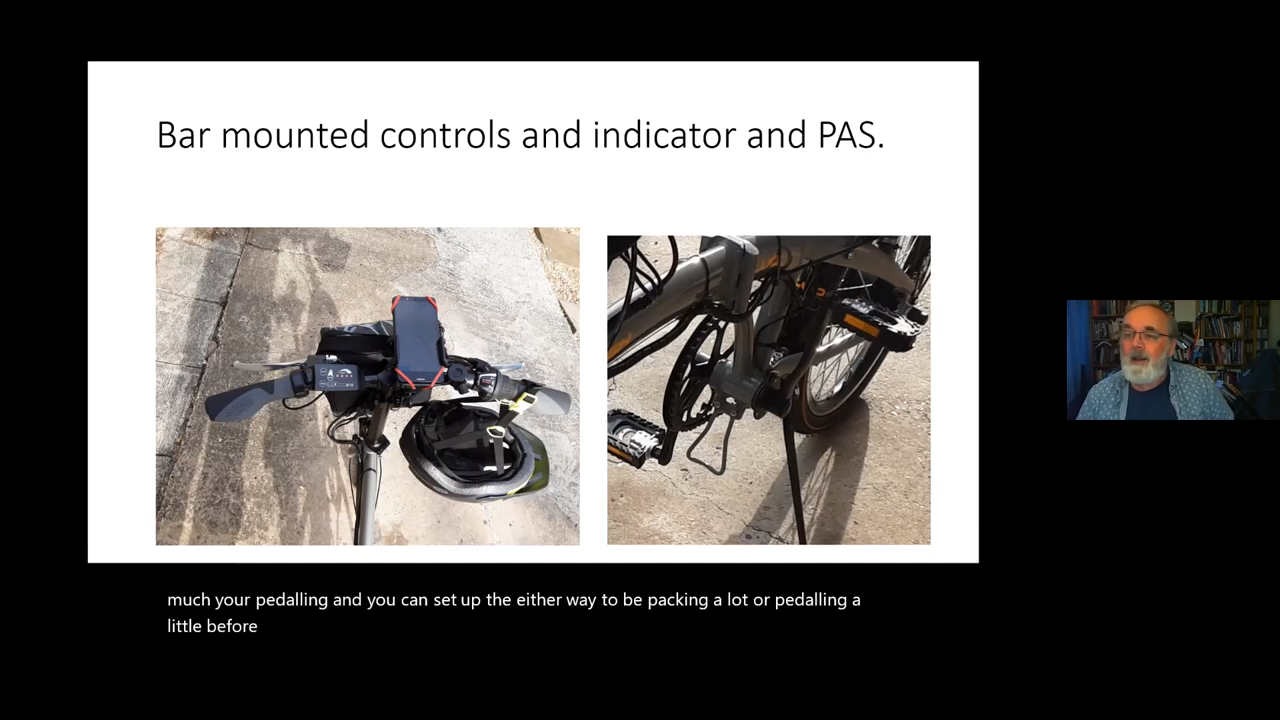 Bar mounted controls and indicator and PAS.
much your pedalling and you can set up the either way to be packing a lot or pedalling a
little before